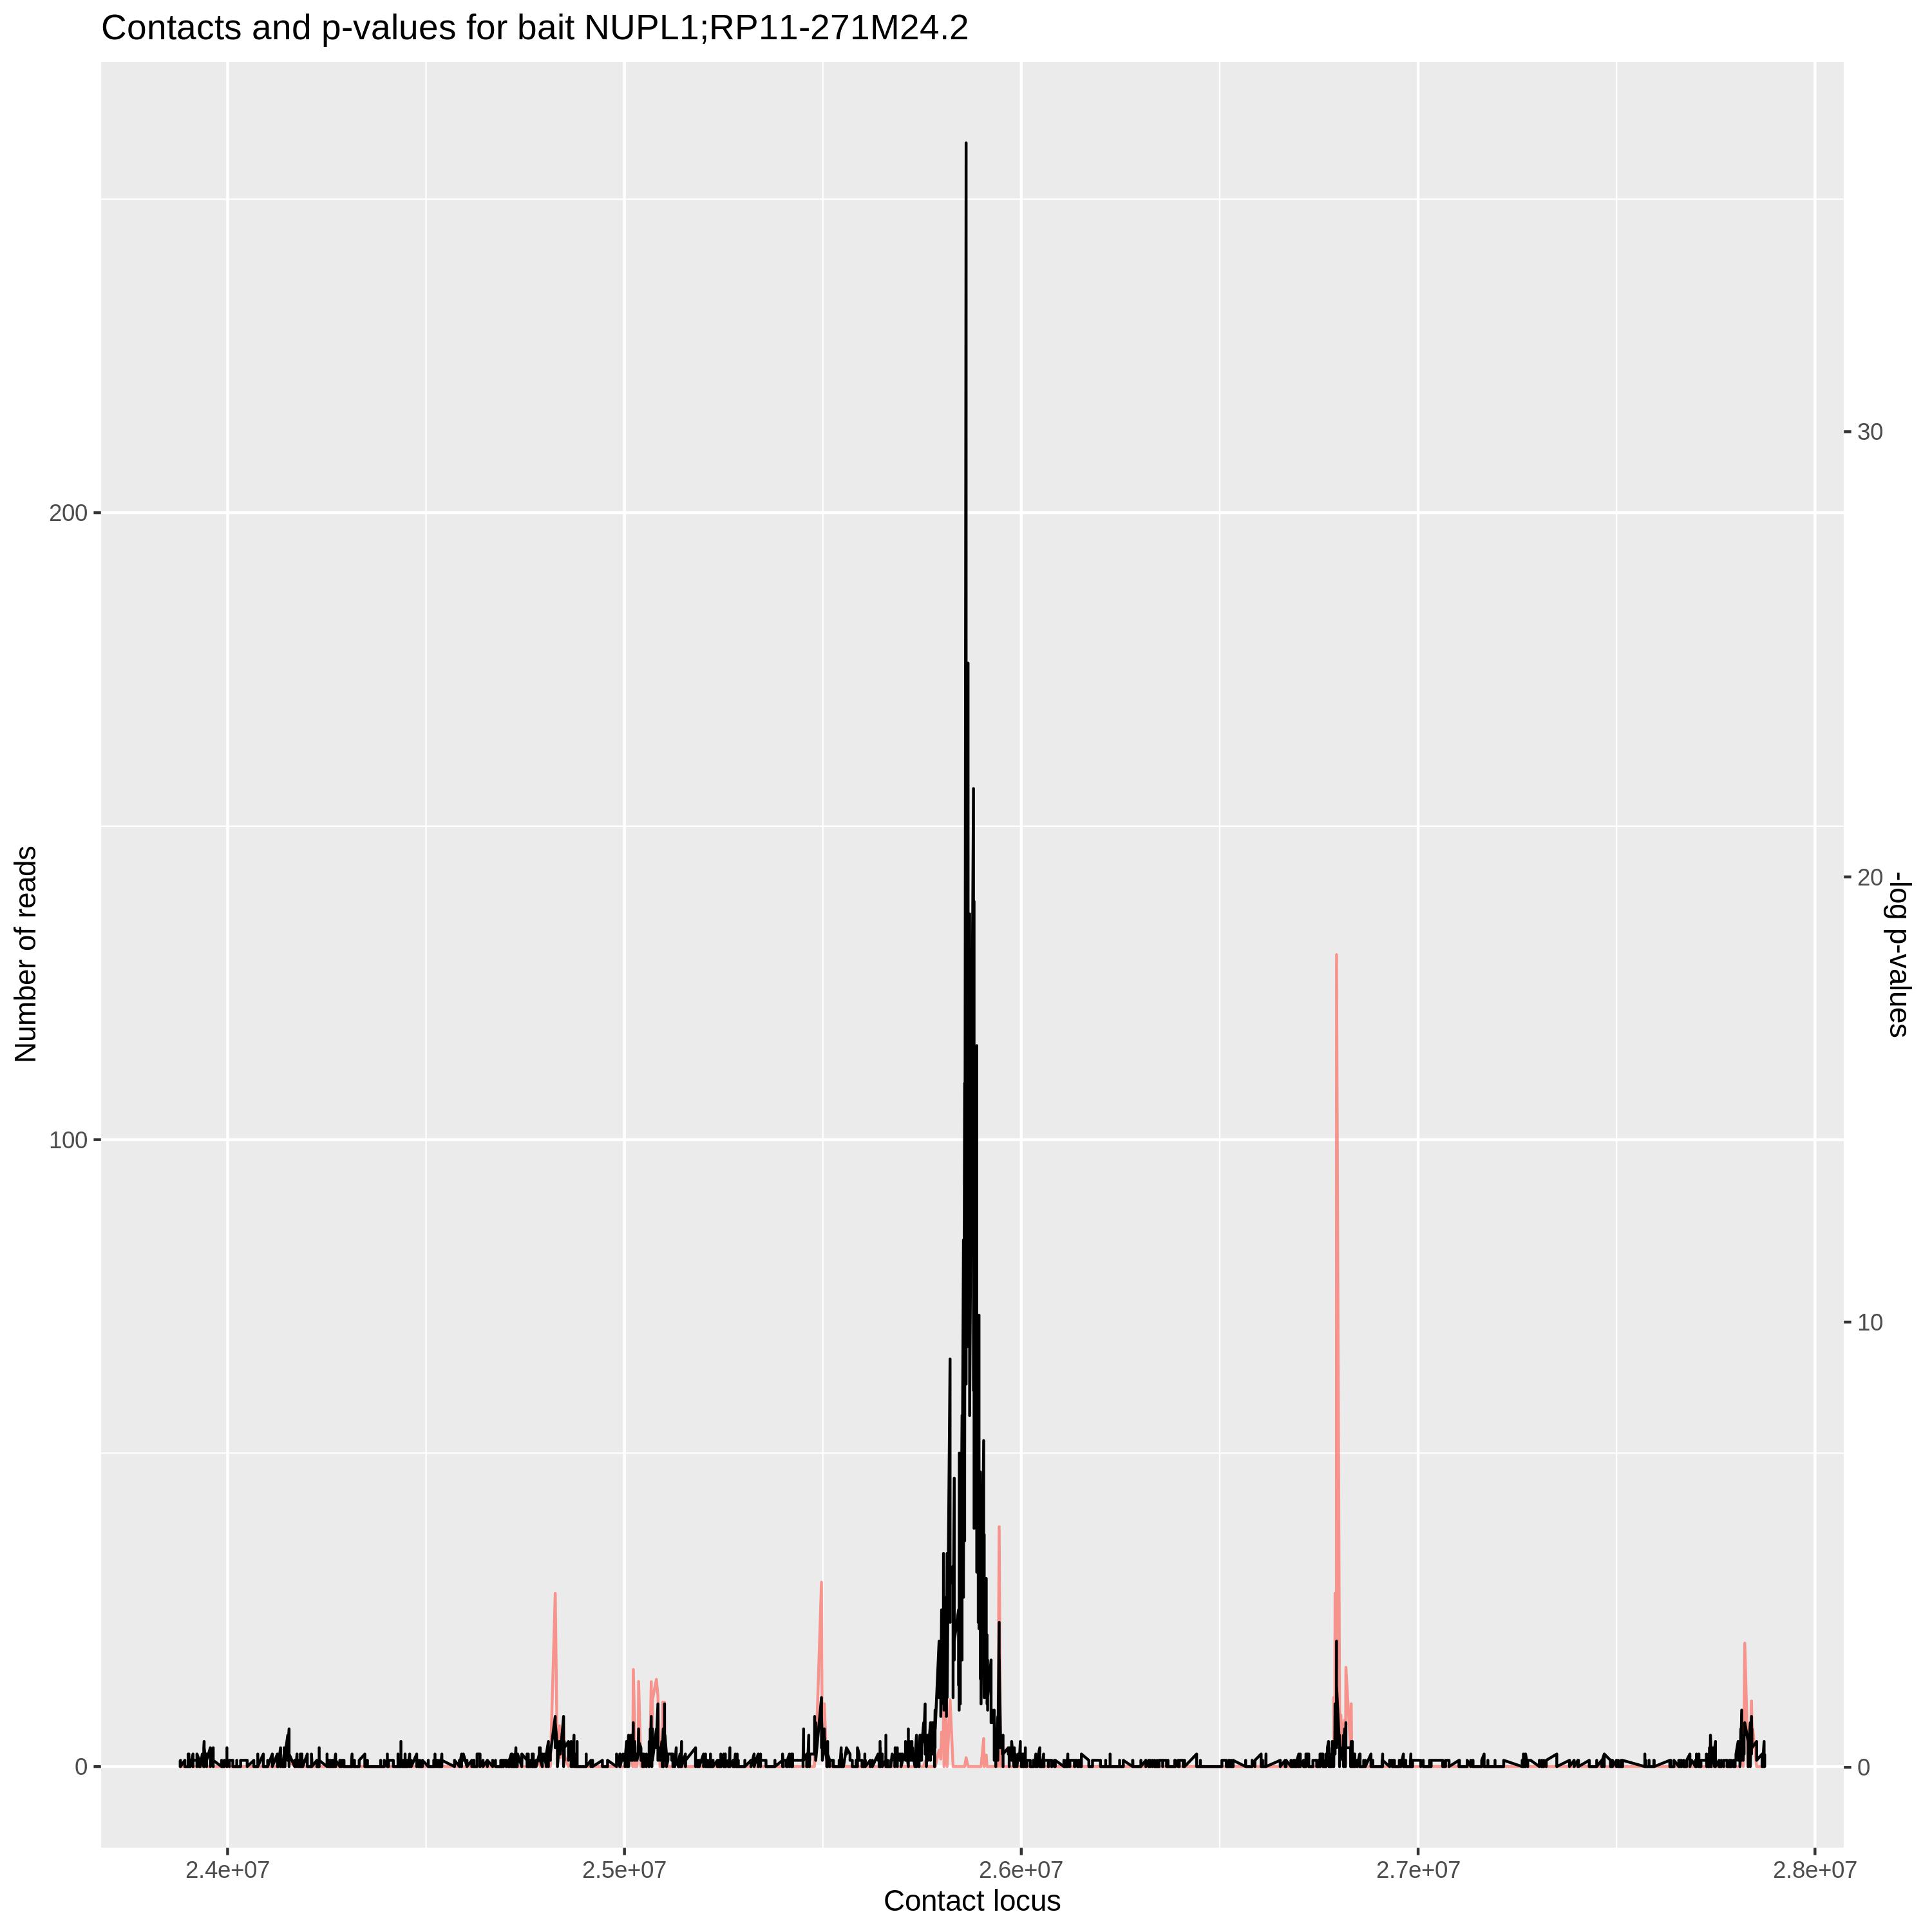 Contacts and p-values for bait NUPL1;RP11-271M24.2
Number of reads
200
100
0
30
20
10
0
-log p-values
2.4e+07 2.5e+07 2.6e+07 2.7e+07 2.8e+07
Contact locus